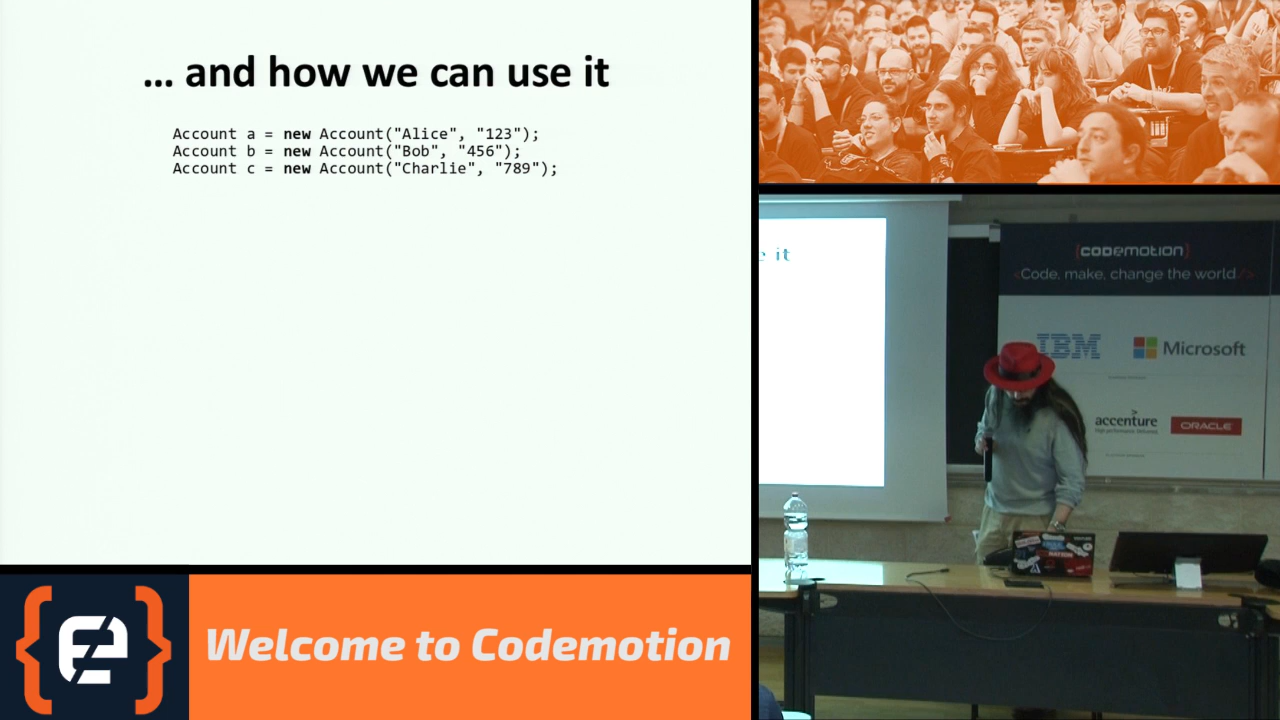 ... and how we can use it
Account a = new Account("Alice", "123");
Account b = new Account("Bob", "456");
Account c = new Account("Charlie", "789");
Welcome to Codemotion
e it
{codemotion}
<Code, make, change the world/>
IBM
Microsoft
accenture
ORACLE